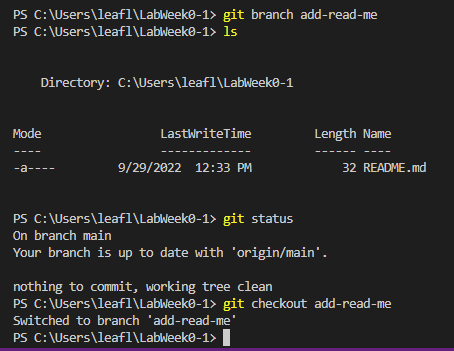 PS C:\Users\leafl\LabWeek0-1> git branch add-read-me
PS C:\Users\leafl\LabWeek0-1> ls
Directory: C:\Users\leafl\LabWeek0-1
Mode                 LastWriteTime         Length Name
----                 -------------         ------ ----
-a----         9/29/2022  12:33 PM             32 README.md
PS C:\Users\leafl\LabWeek0-1> git status
On branch main
Your branch is up to date with 'origin/main'.
nothing to commit, working tree clean
PS C:\Users\leafl\LabWeek0-1> git checkout add-read-me
Switched to branch 'add-read-me'
PS C:\Users\leafl\LabWeek0-1>